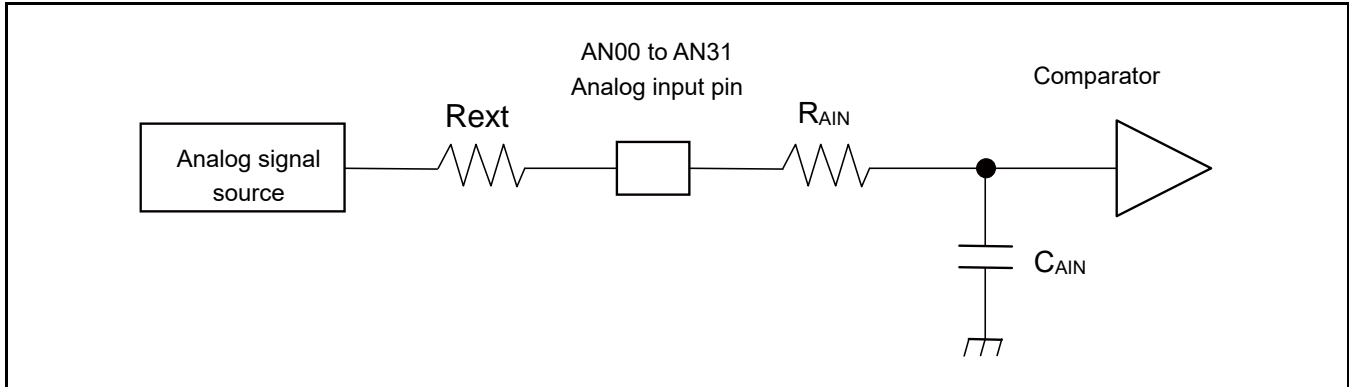 AN00 to AN31
Analog input pin
Comparator
Rext
RAIN
Analog signal
source
CAIN